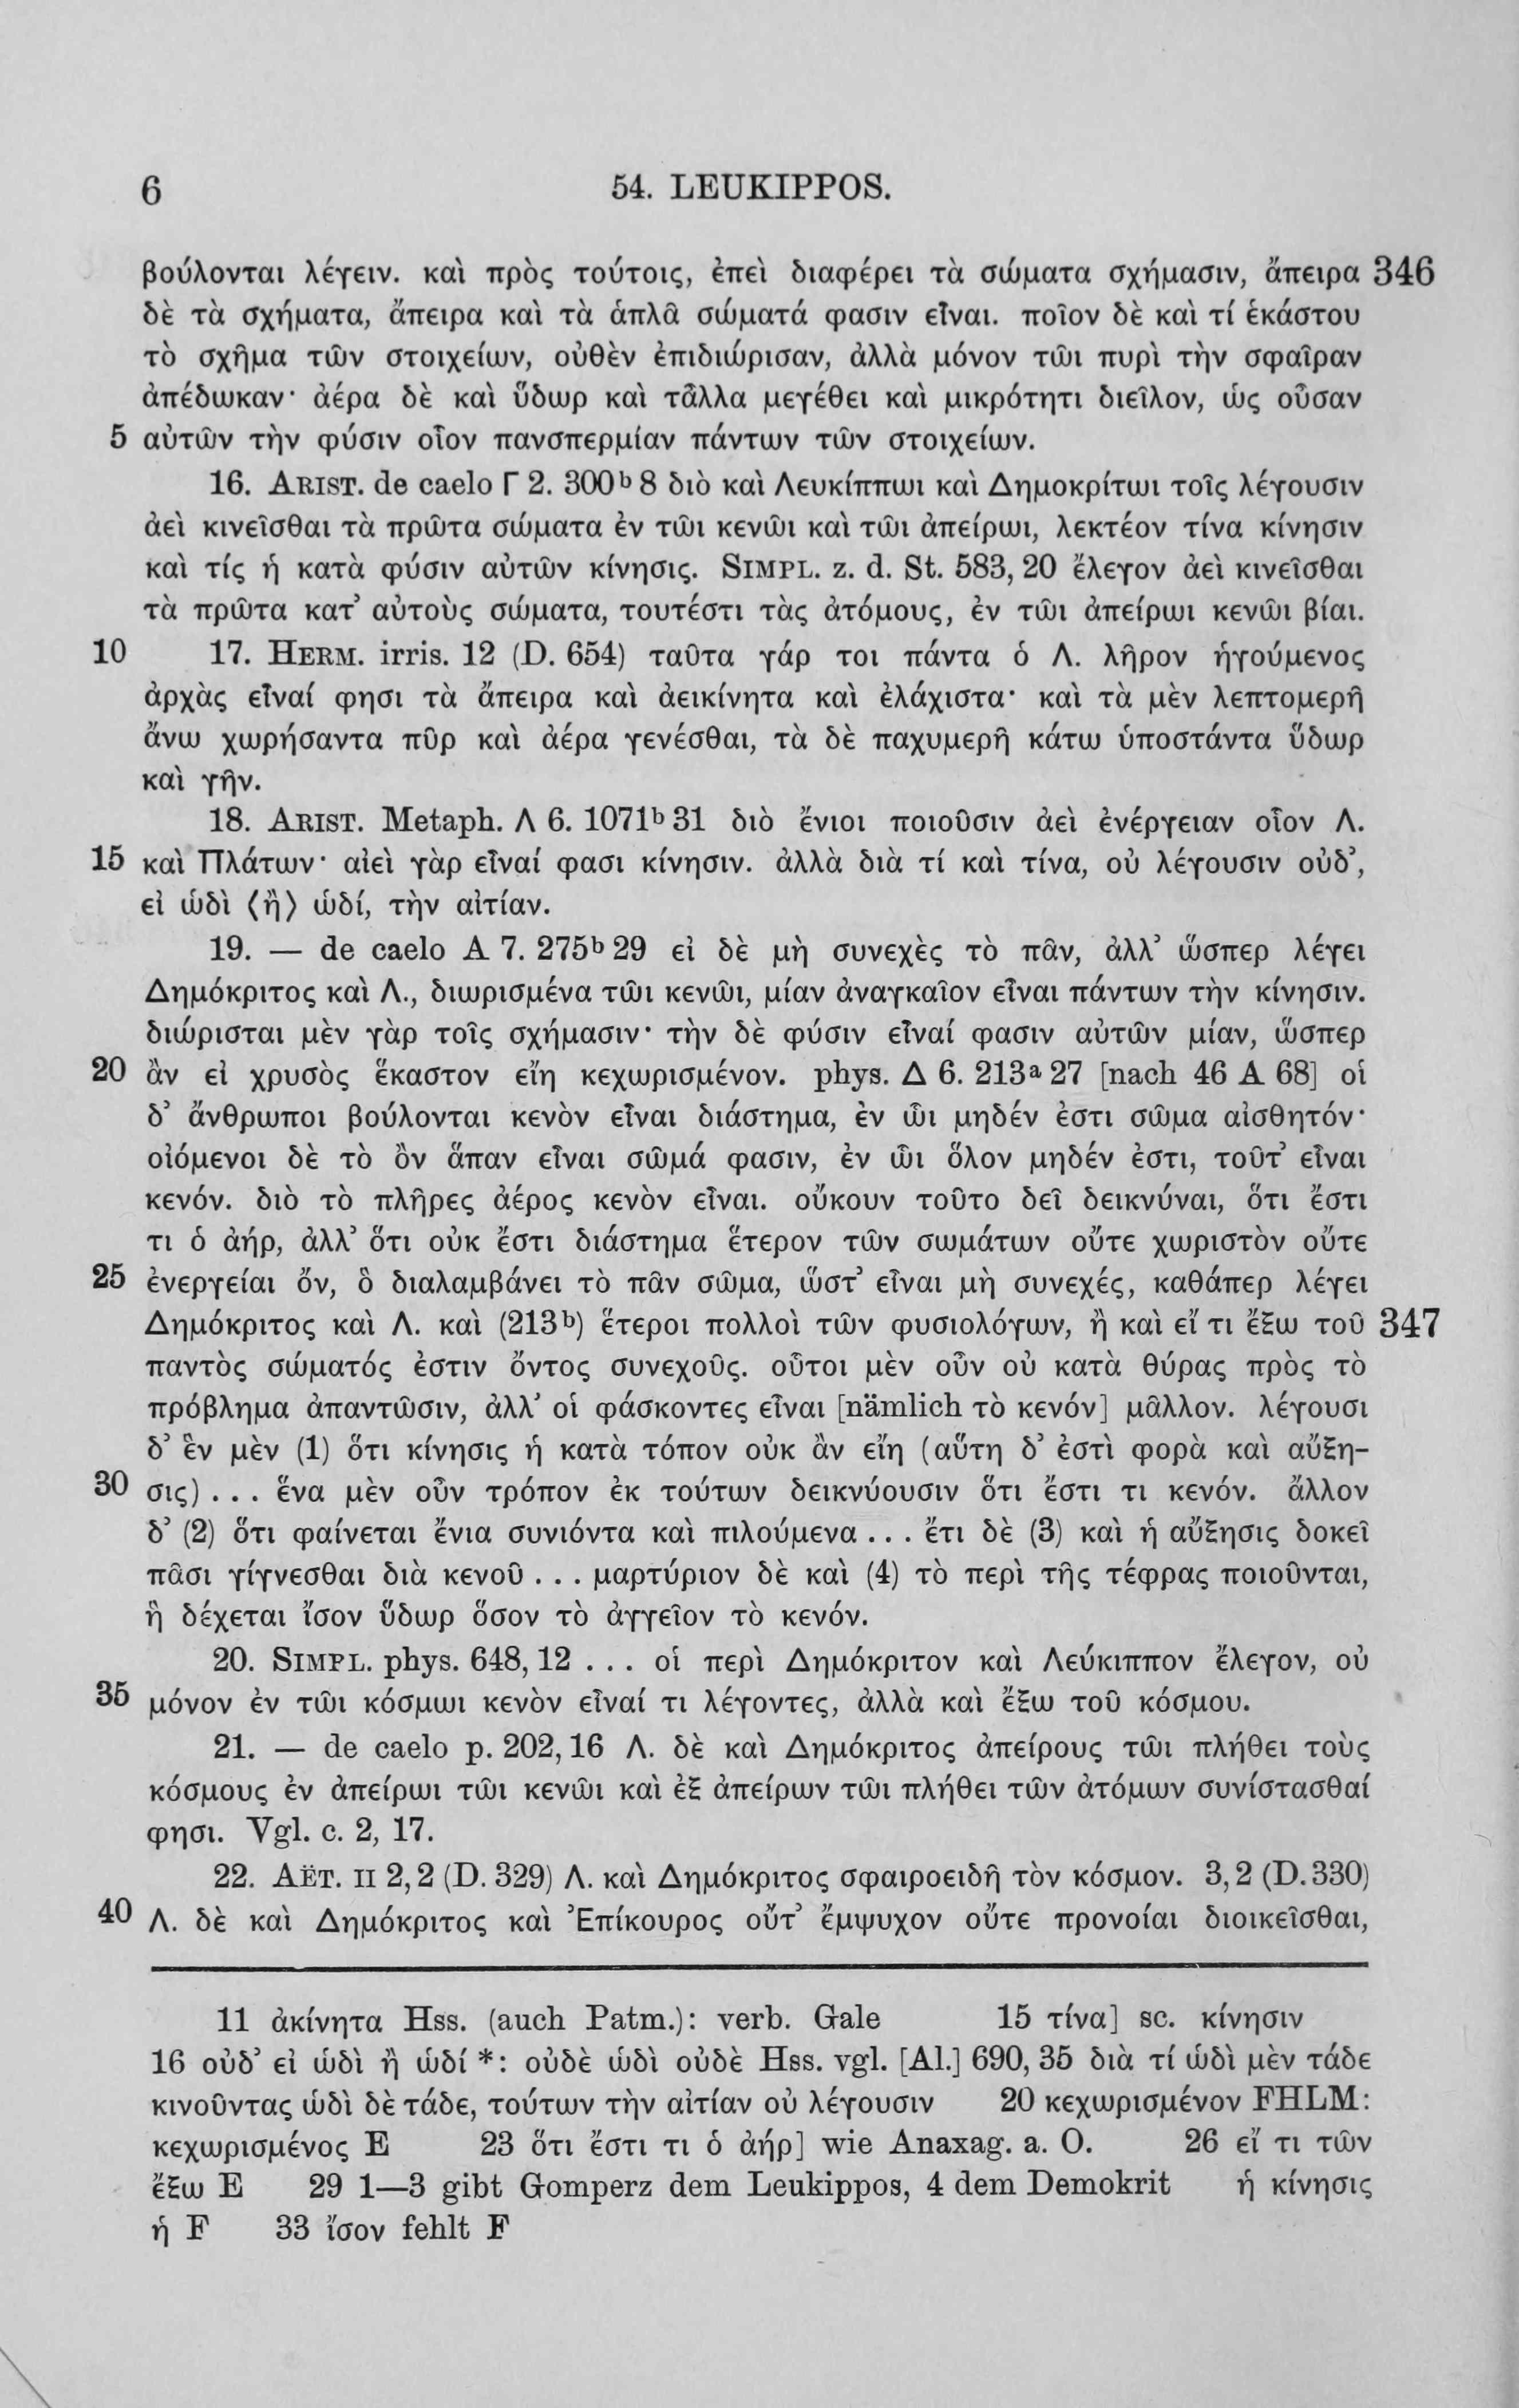 6 54. LEUKIPPOS.
βούλονται λέγειν. καὶ πρὸς τούτοις, ἐπεὶ διαφέρει τὰ σώματα σχήμασιν, ἄπειρα 346
δὲ τὰ σχήματα, ἄπειρα καὶ τὰ ἁπλᾶ σώματά φασιν εἶναι. ποῖον δὲ καὶ τί ἑκάστου
τὸ σχῆμα τῶν στοιχείων, οὐθὲν ἐπιδιώρισαν, ἀλλὰ μόνον τῶι πυρὶ τὴν σφαῖραν
ἀπέδωκαν· ἀέρα δὲ καὶ ὕδωρ καὶ τἆλλα μεγέθει καὶ μικρότητι διεῖλον, ὡς οὖσαν
5 αὐτῶν τὴν φύσιν οἷον πανσπερμίαν πάντων τῶν στοιχείων.
16. ARIST. de caelo Γ 2. 300ᵇ 8 διὸ καὶ Λευκίππωι καὶ Δημοκρίτωι τοῖς λέγουσιν
ἀεὶ κινεῖσθαι τὰ πρῶτα σώματα ἐν τῶι κενῶι καὶ τῶι ἀπείρωι, λεκτέον τίνα κίνησιν
καὶ τίς ἡ κατὰ φύσιν αὐτῶν κίνησις. SIMPL. z. d. St. 583, 20 ἔλεγον ἀεὶ κινεῖσθαι
τὰ πρῶτα κατ’ αὐτοὺς σώματα, τουτέστι τὰς ἀτόμους, ἐν τῶι ἀπείρωι κενῶι βίαι.
10 17. HERM. irris. 12 (D. 654) ταῦτα γάρ τοι πάντα ὁ Λ. λῆρον ἡγούμενος
ἀρχὰς εἶναί φησι τὰ ἄπειρα καὶ ἀεικίνητα καὶ ἐλάχιστα· καὶ τὰ μὲν λεπτομερῆ
ἄνω χωρήσαντα πῦρ καὶ ἀέρα γενέσθαι, τὰ δὲ παχυμερῆ κάτω ὑποστάντα ὕδωρ
καὶ γῆν.
18. ARIST. Metaph. Λ 6. 1071ᵇ 31 διὸ ἔνιοι ποιοῦσιν ἀεὶ ἐνέργειαν οἷον Λ.
15 καὶ Πλάτων· αἰεὶ γὰρ εἶναί φασι κίνησιν. ἀλλὰ διὰ τί καὶ τίνα, οὐ λέγουσιν οὐδ’,
εἰ ὡδὶ ⟨ἢ⟩ ὡδί, τὴν αἰτίαν.
19. — de caelo A 7. 275ᵇ 29 εἰ δὲ μὴ συνεχὲς τὸ πᾶν, ἀλλ’ ὥσπερ λέγει
Δημόκριτος καὶ Λ., διωρισμένα τῶι κενῶι, μίαν ἀναγκαῖον εἶναι πάντων τὴν κίνησιν.
διώρισται μὲν γὰρ τοῖς σχήμασιν· τὴν δὲ φύσιν εἶναί φασιν αὐτῶν μίαν, ὥσπερ
20 ἂν εἰ χρυσὸς ἕκαστον εἴη κεχωρισμένον. phys. Δ 6. 213ᵃ 27 [nach 46 A 68] οἱ
δ’ ἄνθρωποι βούλονται κενὸν εἶναι διάστημα, ἐν ὧι μηδέν ἐστι σῶμα αἰσθητόν·
οἰόμενοι δὲ τὸ ὂν ἅπαν εἶναι σῶμά φασιν, ἐν ὧι ὅλον μηδέν ἐστι, τοῦτ’ εἶναι
κενόν. διὸ τὸ πλῆρες ἀέρος κενὸν εἶναι. οὔκουν τοῦτο δεῖ δεικνύναι, ὅτι ἔστι
τι ὁ ἀήρ, ἀλλ’ ὅτι οὐκ ἔστι διάστημα ἕτερον τῶν σωμάτων οὔτε χωριστὸν οὔτε
25 ἐνεργείαι ὄν, ὃ διαλαμβάνει τὸ πᾶν σῶμα, ὥστ’ εἶναι μὴ συνεχές, καθάπερ λέγει
Δημόκριτος καὶ Λ. καὶ (213ᵇ) ἕτεροι πολλοὶ τῶν φυσιολόγων, ἢ καὶ εἴ τι ἔξω τοῦ 347
παντὸς σώματός ἐστιν ὄντος συνεχοῦς. οὗτοι μὲν οὖν οὐ κατὰ θύρας πρὸς τὸ
πρόβλημα ἀπαντῶσιν, ἀλλ’ οἱ φάσκοντες εἶναι [nämlich τὸ κενόν] μᾶλλον. λέγουσι
δ’ ἓν μὲν (1) ὅτι κίνησις ἡ κατὰ τόπον οὐκ ἂν εἴη (αὕτη δ’ ἐστὶ φορὰ καὶ αὔξη-
30 σις) . . . ἕνα μὲν οὖν τρόπον ἐκ τούτων δεικνύουσιν ὅτι ἔστι τι κενόν. ἄλλον
δ’ (2) ὅτι φαίνεται ἔνια συνιόντα καὶ πιλούμενα . . . ἔτι δὲ (3) καὶ ἡ αὔξησις δοκεῖ
πᾶσι γίγνεσθαι διὰ κενοῦ . . . μαρτύριον δὲ καὶ (4) τὸ περὶ τῆς τέφρας ποιοῦνται,
ἣ δέχεται ἴσον ὕδωρ ὅσον τὸ ἀγγεῖον τὸ κενόν.
20. SIMPL. phys. 648, 12 . . . οἱ περὶ Δημόκριτον καὶ Λεύκιππον ἔλεγον, οὐ
35 μόνον ἐν τῶι κόσμωι κενὸν εἶναί τι λέγοντες, ἀλλὰ καὶ ἔξω τοῦ κόσμου.
21. — de caelo p. 202, 16 Λ. δὲ καὶ Δημόκριτος ἀπείρους τῶι πλήθει τοὺς
κόσμους ἐν ἀπείρωι τῶι κενῶι καὶ ἐξ ἀπείρων τῶι πλήθει τῶν ἀτόμων συνίστασθαί
φησι. Vgl. c. 2, 17.
22. AËT. II 2, 2 (D. 329) Λ. καὶ Δημόκριτος σφαιροειδῆ τὸν κόσμον. 3, 2 (D. 330)
40 Λ. δὲ καὶ Δημόκριτος καὶ Ἐπίκουρος οὔτ’ ἔμψυχον οὔτε προνοίαι διοικεῖσθαι,
11 ἀκίνητα Hss. (auch Patm.): verb. Gale 15 τίνα] sc. κίνησιν
16 οὐδ’ εἰ ὡδὶ ἢ ὡδί *: οὐδὲ ὡδὶ οὐδὲ Hss. vgl. [Al.] 690, 35 διὰ τί ὡδὶ μὲν τάδε
κινοῦντας ὡδὶ δὲ τάδε, τούτων τὴν αἰτίαν οὐ λέγουσιν 20 κεχωρισμένον FHLM:
κεχωρισμένος E 23 ὅτι ἔστι τι ὁ ἀήρ] wie Anaxag. a. O. 26 εἴ τι τῶν
ἔξω E 29 1—3 gibt Gomperz dem Leukippos, 4 dem Demokrit ἡ κίνησις
ἡ F 33 ἴσον fehlt F